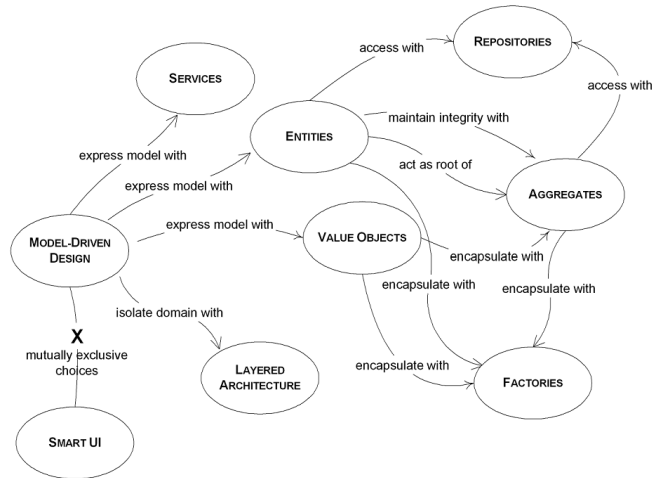 REPOSITORIES
access with
SERVICES
access with
maintain integrity with
ENTITIES
express model with
act as root of
express model with
AGGREGATES
express model with
VALUE OBJECTS
MODEL-DRIVEN
DESIGN
encapsulate with
encapsulate with
encapsulate with
isolate domain with
X
mutually exclusive
choices
encapsulate with
LAYERED
ARCHITECTURE
FACTORIES
SMART UI